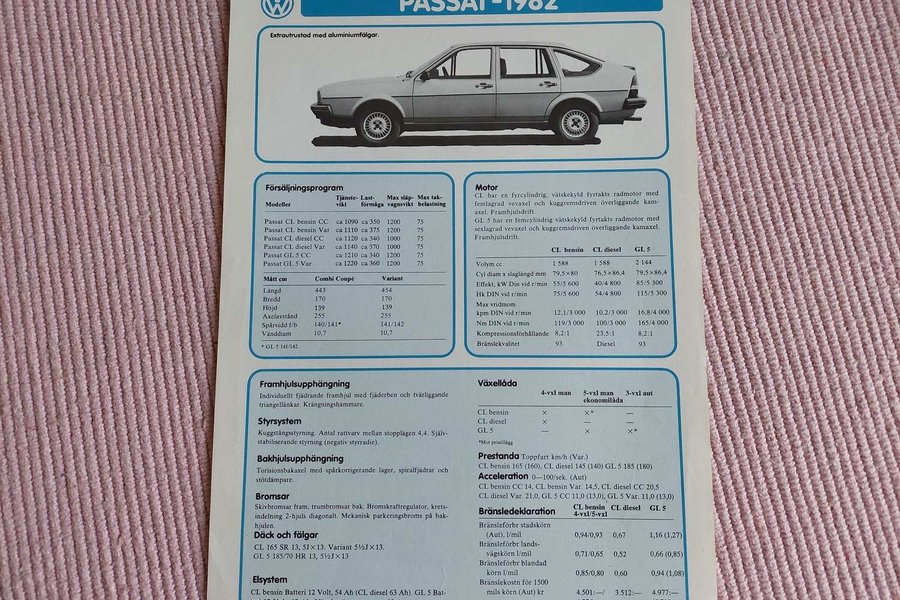 PASSAT-1982
Extrautrustad med aluminiumfälgar.
Försäljningsprogram
Modeller Tjänste-vikt Last-förmåga Max släp-vagnsvikt Max tak-belastning
Passat CL bensin CC ca 1090 ca 350 1200 75
Passat CL bensin Var ca 1110 ca 375 1200 75
Passat CL diesel CC ca 1120 ca 340 1000 75
Passat CL diesel Var ca 1140 ca 370 1000 75
Passat GL 5 CC ca 1210 ca 340 1200 75
Passat GL 5 Var ca 1220 ca 360 1200 75
Mått cm Combi Coupé Variant
Längd 443 454
Bredd 170 170
Höjd 139 139
Axelavstånd 255 255
Spårvidd f/b 140/141* 141/142
Vänddiam 10,7 10,7
* GL 5 141/142
Motor
CL har en fyrcylindrig, vätskekyld fyrtakts radmotor med
femlagrad vevaxel och kuggremsdriven överliggande kam-
axel. Framhjulsdrift.
GL 5 har en femcylindrig vätskekyld fyrtakts radmotor med
sexlagrad vevaxel och kuggremsdriven överliggande kamaxel.
Framhjulsdrift.
CL bensin CL diesel GL 5
Volym cc 1 588 1 588 2 144
Cyl diam x slaglängd mm 79,5×80 76,5×86,4 79,5×86,4
Effekt, kW Din vid r/min 55/5 600 40/4 800 85/5 300
Hk DIN vid r/min 75/5 600 54/4 800 115/5 300
Max vridmom
kpm DIN vid r/min 12,1/3 000 10,2/3 000 16,8/4 000
Nm DIN vid r/min 119/3 000 100/3 000 165/4 000
Kompressionsförhållande 8,2:1 23,5:1 8,2:1
Bränslekvalitet 93 Diesel 93
Framhjulsupphängning
Individuellt fjädrande framhjul med fjäderben och tvärliggande
triangellänkar. Krängningshämmare.
Styrsystem
Kuggstångsstyrning. Antal rattvarv mellan stopplägen 4,4. Själv-
stabiliserande styrning (negativ styrradie).
Bakhjulsupphängning
Torisionsbakaxel med spårkorrigerande lager, spiralfjädrar och
stötdämpare.
Bromsar
Skivbromsar fram, trumbromsar bak. Bromskraftregulator, krets-
indelning 2-hjuls diagonalt. Mekanisk parkeringsbroms på bak-
hjulen.
Däck och fälgar
CL 165 SR 13, 5J×13. Variant 5½J×13.
GL 5 185/70 HR 13, 5½J×13
Elsystem
CL bensin Batteri 12 Volt, 54 Ah (CL diesel 63 Ah). GL 5 Bat-
Växellåda
4-vxl man 5-vxl man ekonomilåda 3-vxl aut
CL bensin × ×* —
CL diesel × — —
GL 5 — × ×*
*Mot pristillägg
Prestanda Toppfart km/h (Var.)
CL bensin 165 (160), CL diesel 145 (140) GL 5 185 (180)
Acceleration 0—100/sek. (Aut)
CL bensin CC 14, CL bensin Var. 14,5, CL diesel CC 20,5
CL diesel Var. 21,0, GL 5 CC 11,0 (13,0), GL 5 Var. 11,0 (13,0)
Bränsledeklaration CL bensin 4-vxl/5-vxl CL diesel GL 5
Bränsleförbr stadskörn
(Aut), l/mil 0,94/0,93 0,67 1,16 (1,27)
Bränsleförbr lands-
vägskörn l/mil 0,71/0,65 0,52 0,66 (0,85)
Bränsleförbr blandad
körn l/mil 0,85/0,80 0,60 0,94 (1,08)
Bränslekostn för 1500
mils körn (Aut) kr 4.501:—/ 3.512:— 4.977:—